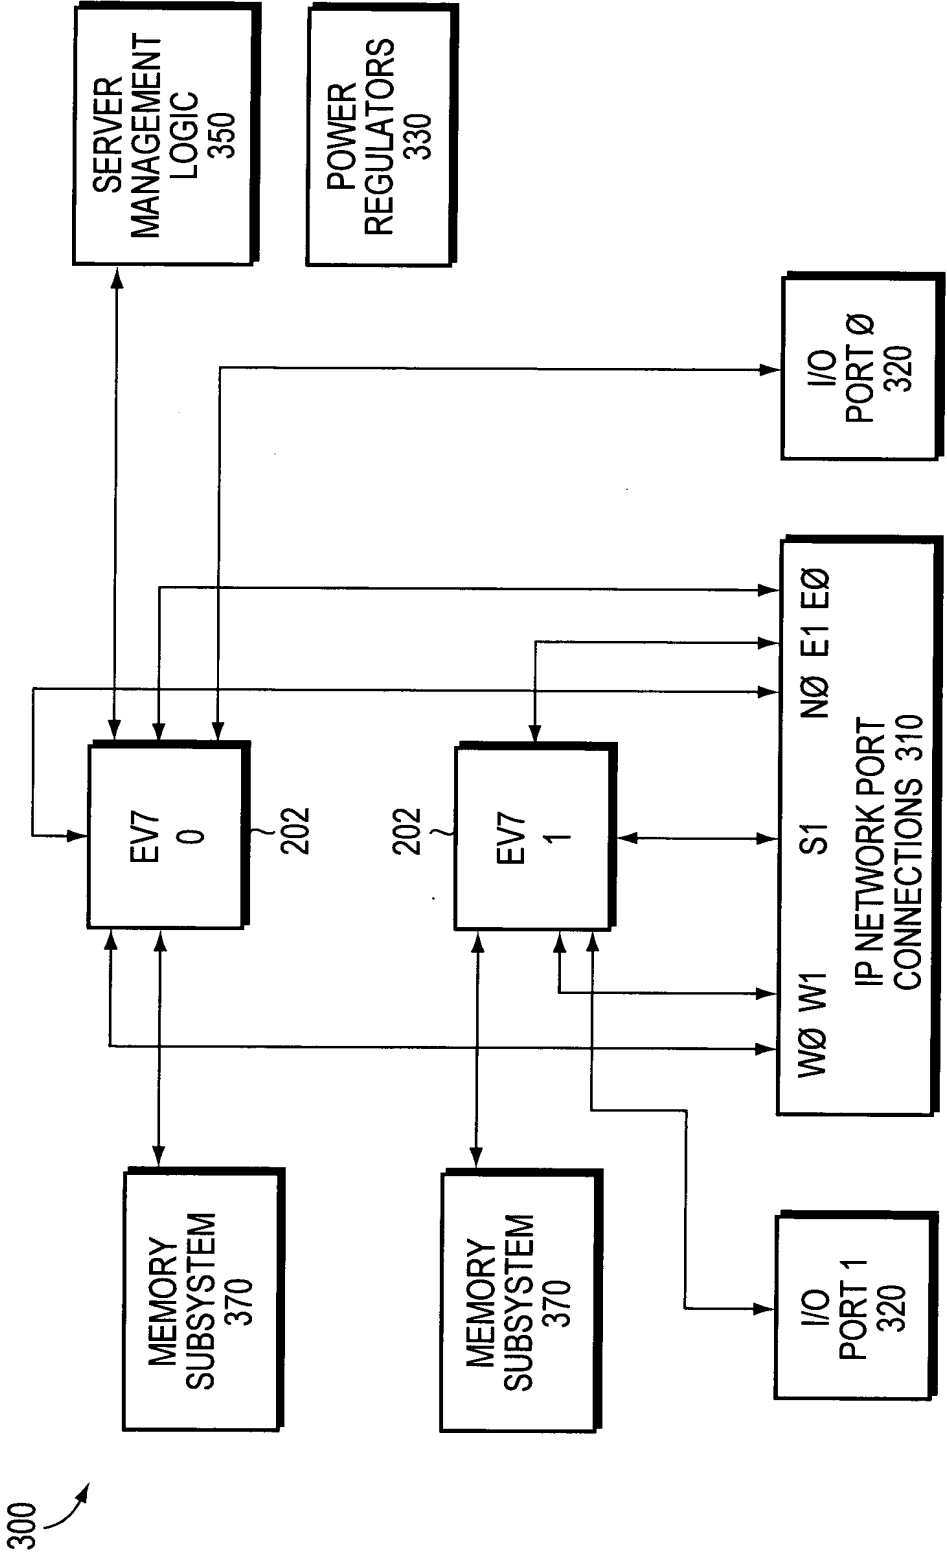 300
MEMORY
SUBSYSTEM
370
EV7
0
202
SERVER
MANAGEMENT
LOGIC
350
MEMORY
SUBSYSTEM
370
202
EV7
1
POWER
REGULATORS
330
I/O
PORT 1
320
WØ W1 S1 NØ E1 EØ
IP NETWORK PORT
CONNECTIONS 310
I/O
PORT Ø
320